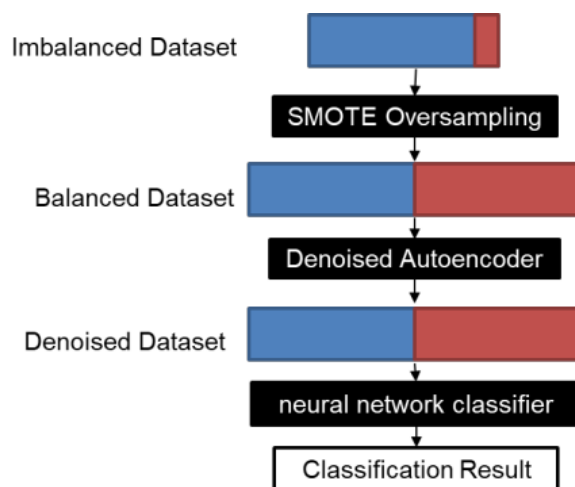 Imbalanced Dataset
SMOTE Oversampling
Balanced Dataset
Denoised Autoencoder
Denoised Dataset
neural network classifier
Classification Result